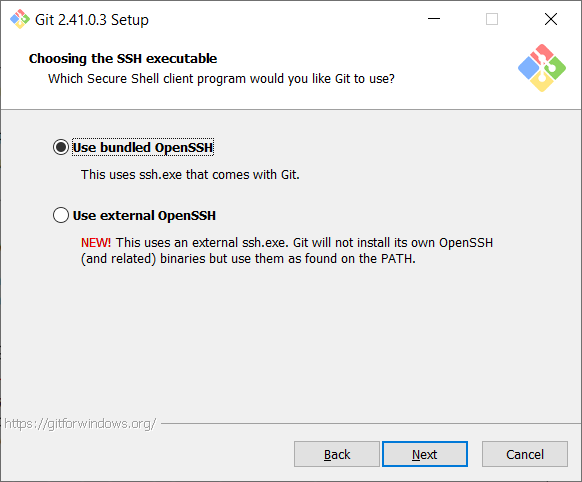 Git 2.41.0.3 Setup
Choosing the SSH executable
Which Secure Shell client program would you like Git to use?
Use bundled OpenSSH
This uses ssh.exe that comes with Git.
Use external OpenSSH
NEW! This uses an external ssh.exe. Git will not install its own OpenSSH
(and related) binaries but use them as found on the PATH.
https://gitforwindows.org/
Back Next Cancel